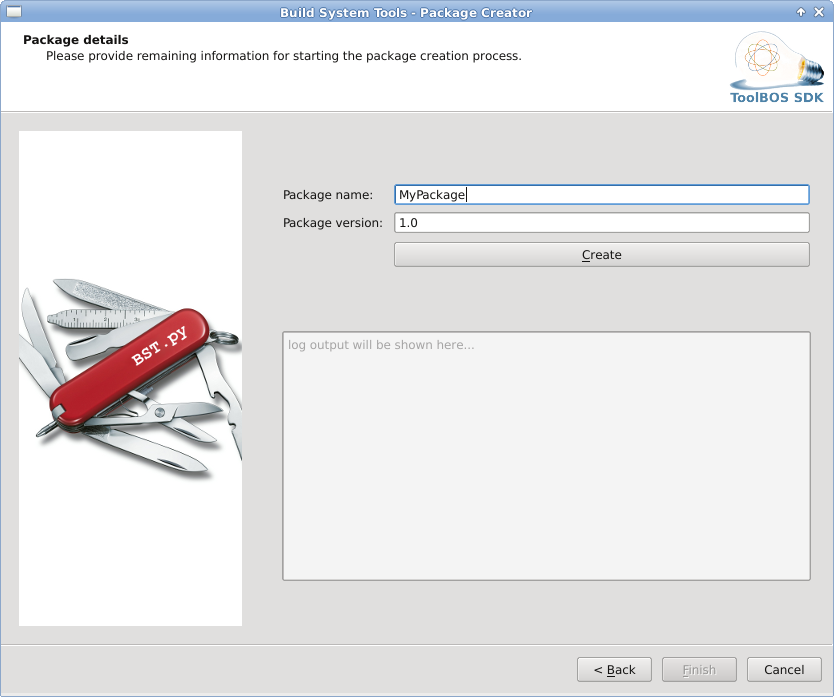 Build System Tools - Package Creator
Package details
Please provide remaining information for starting the package creation process.
ToolBOS SDK
Package name: MyPackage
Package version: 1.0
Create
log output will be shown here...
BST.py
< Back Finish Cancel